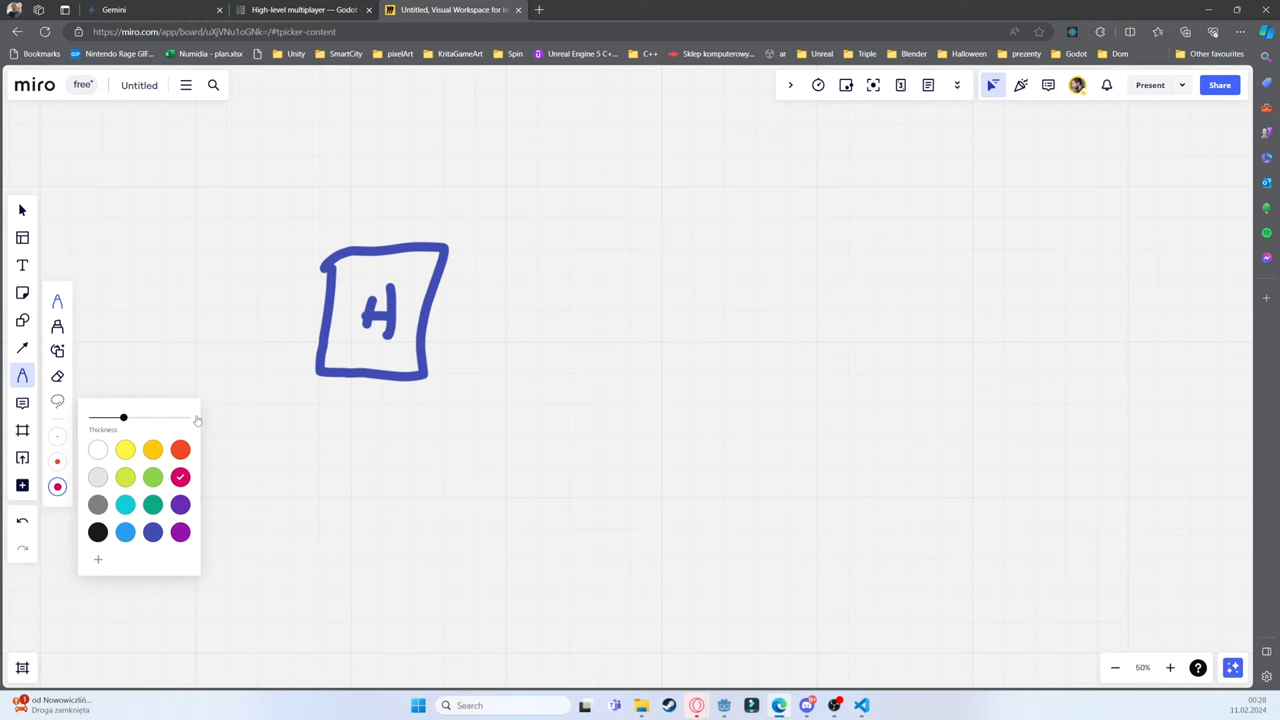 Gemini
High-level multiplayer — Godot
Untitled, Visual Workspace for In
https://miro.com/app/board/uXjVNu1oGNk=/#tpicker-content
Bookmarks
Nintendo Rage GIF...
Numidia - plan.xlsx
Unity
SmartCity
pixelArt
KritaGameArt
Spin
Unreal Engine 5 C+...
C++
Sklep komputerowy...
ar
Unreal
Triple
Blender
Halloween
prezenty
Godot
Dom
Other favourites
miro
free
Untitled
3
Present
Share
H
Thickness
50%
od Nowowiczliń...
Droga zamknięta
Search
00:28
11.02.2024